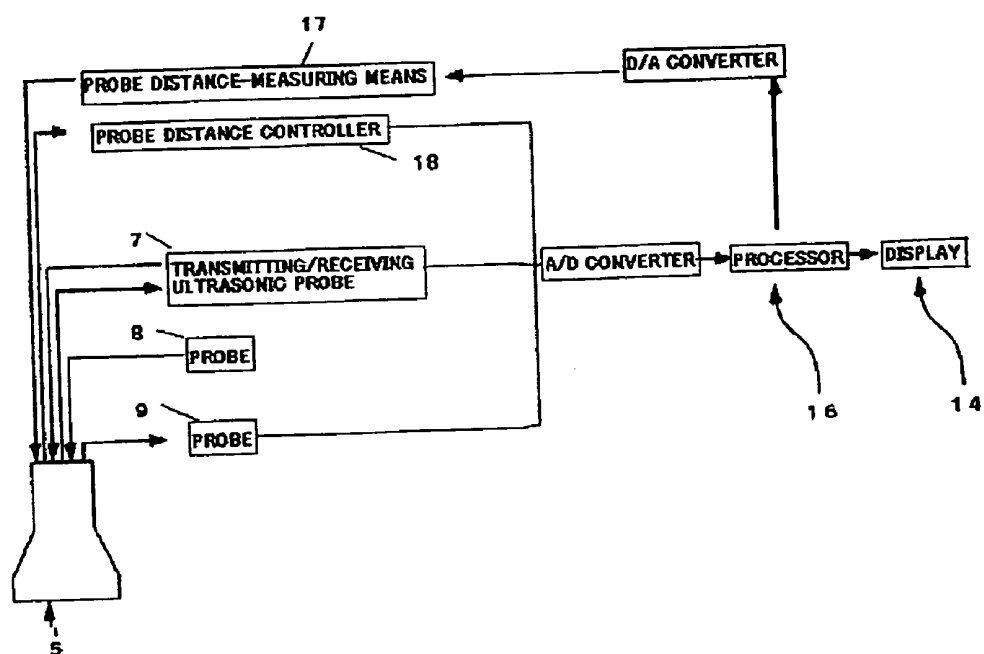 17
PROBE DISTANCE-MEASURING MEANS
D/A CONVERTER
PROBE DISTANCE CONTROLLER
18
7
TRANSMITTING/RECEIVING
ULTRASONIC PROBE
A/D CONVERTER
PROCESSOR
DISPLAY
8
PROBE
16
14
9
PROBE
5